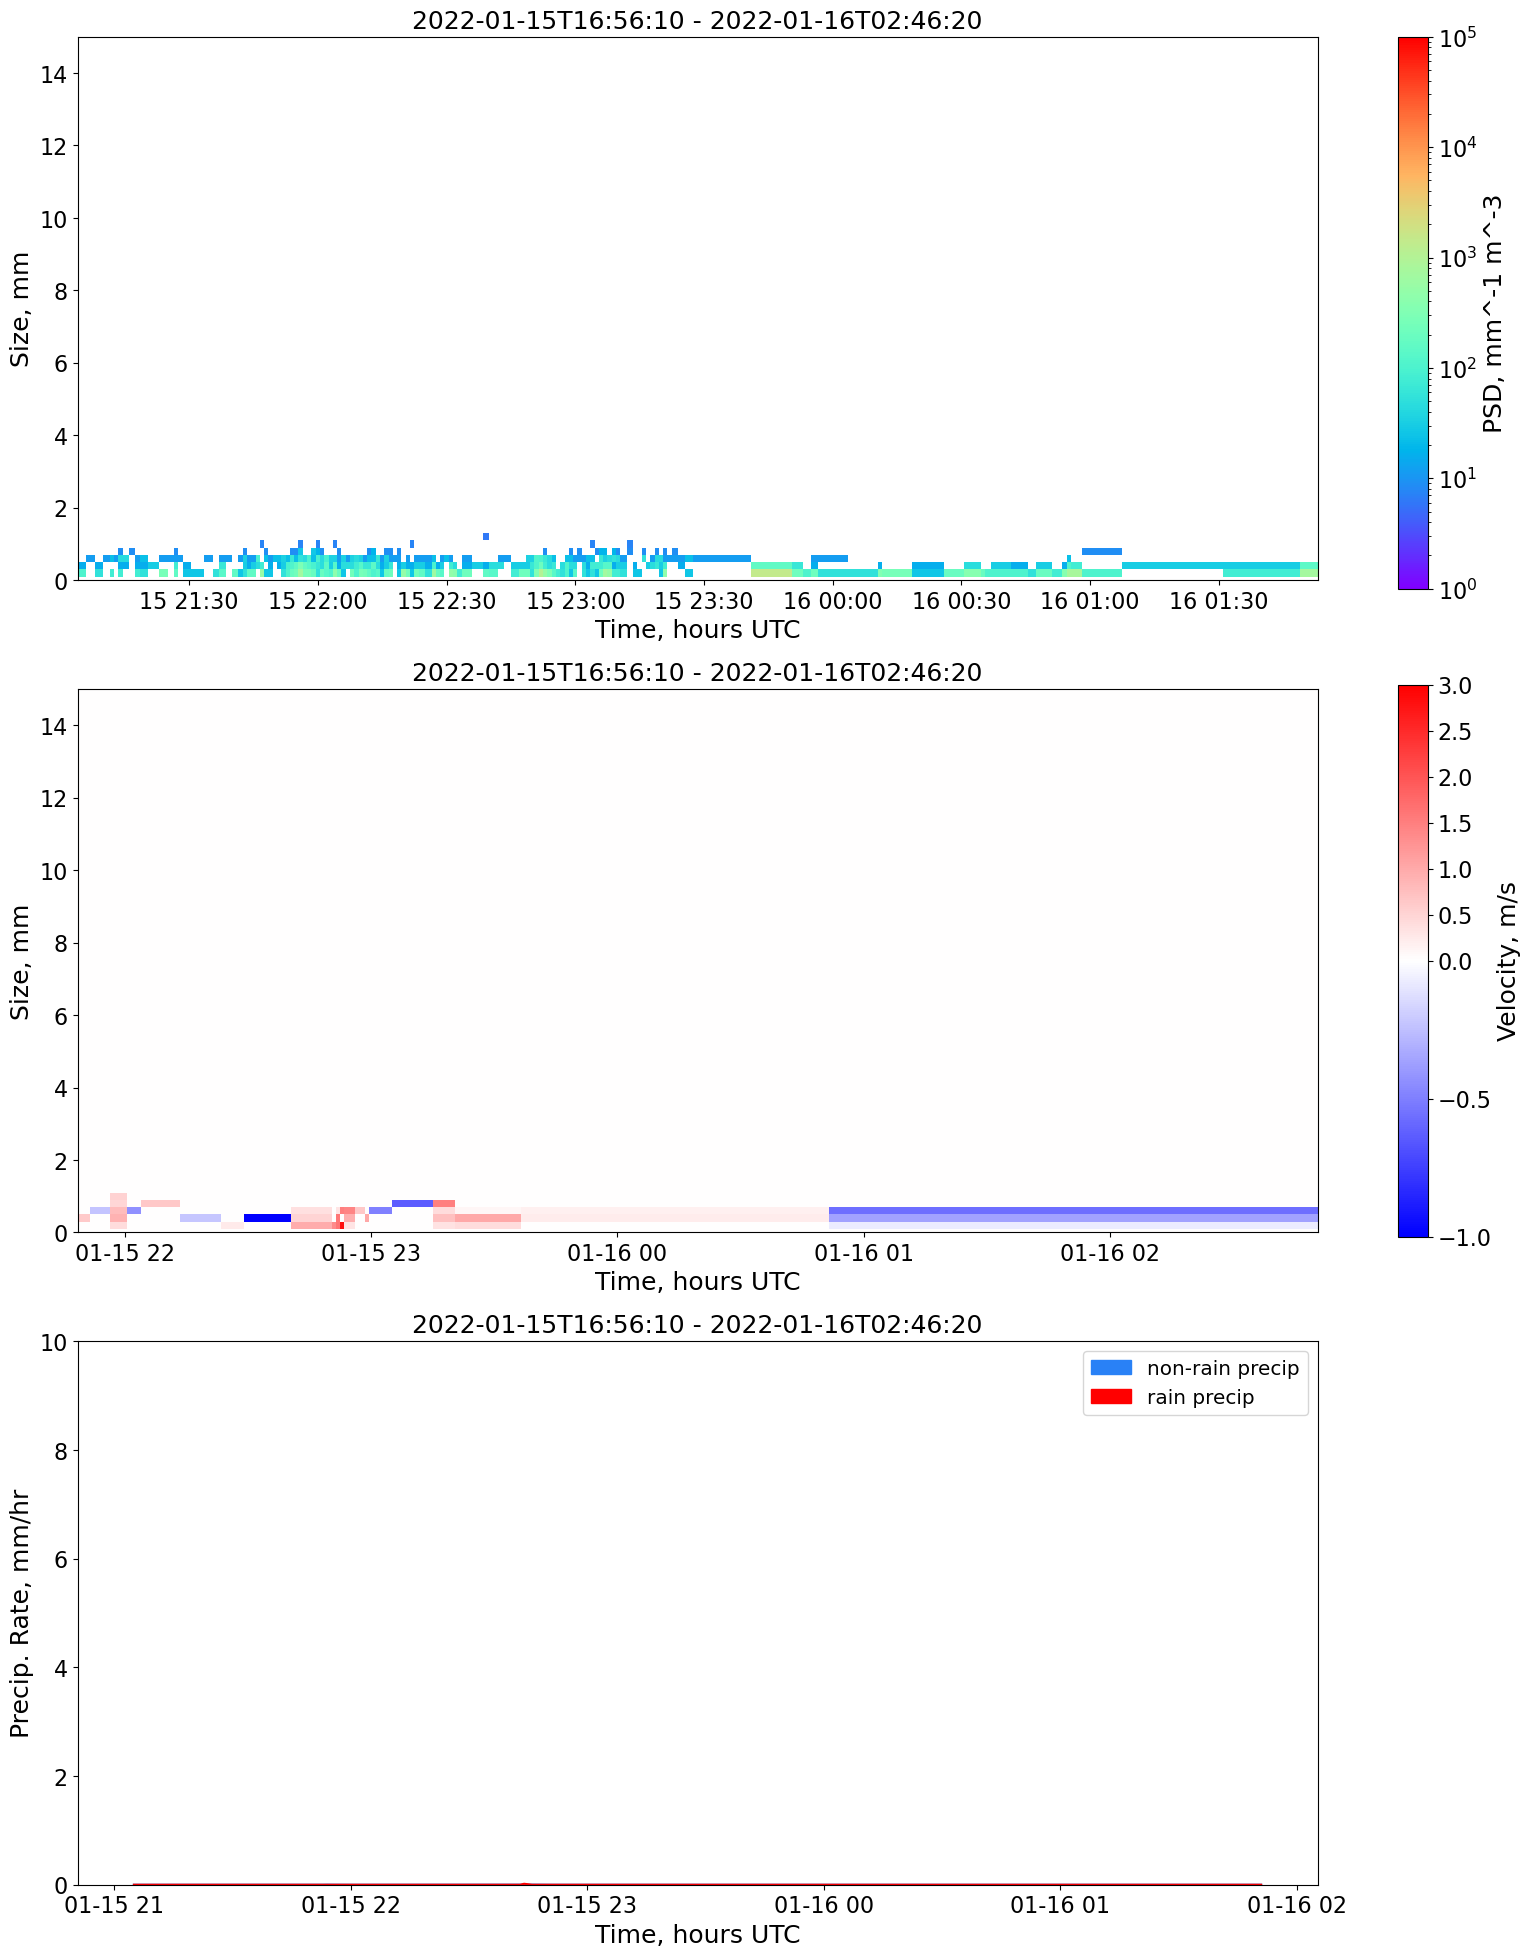 2022-01-15T16:56:10 - 2022-01-16T02:46:20
14
12
10
8
6
4
2
0
Size, mm
15 21:30 15 22:00 15 22:30 15 23:00 15 23:30 16 00:00 16 00:30 16 01:00 16 01:30
Time, hours UTC
10^5
10^4
10^3
10^2
10^1
10^0
PSD, mm^-1 m^-3
2022-01-15T16:56:10 - 2022-01-16T02:46:20
14
12
10
8
6
4
2
0
Size, mm
01-15 22 01-15 23 01-16 00 01-16 01 01-16 02
Time, hours UTC
3.0
2.5
2.0
1.5
1.0
0.5
0.0
−0.5
−1.0
Velocity, m/s
2022-01-15T16:56:10 - 2022-01-16T02:46:20
10
8
6
4
2
0
Precip. Rate, mm/hr
non-rain precip
rain precip
01-15 21 01-15 22 01-15 23 01-16 00 01-16 01 01-16 02
Time, hours UTC